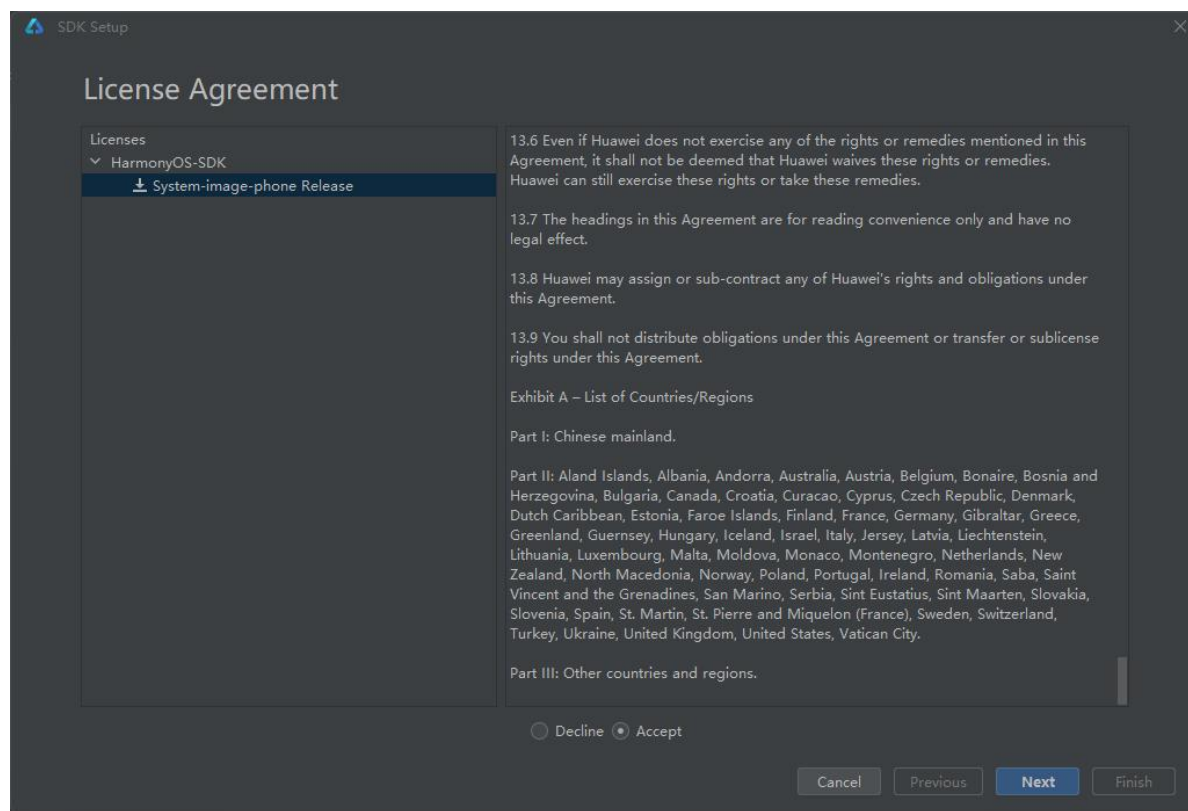 SDK Setup
License Agreement
Licenses
HarmonyOS-SDK
System-image-phone Release
13.6 Even if Huawei does not exercise any of the rights or remedies mentioned in this
Agreement, it shall not be deemed that Huawei waives these rights or remedies.
Huawei can still exercise these rights or take these remedies.
13.7 The headings in this Agreement are for reading convenience only and have no
legal effect.
13.8 Huawei may assign or sub-contract any of Huawei's rights and obligations under
this Agreement.
13.9 You shall not distribute obligations under this Agreement or transfer or sublicense
rights under this Agreement.
Exhibit A – List of Countries/Regions
Part I: Chinese mainland.
Part II: Aland Islands, Albania, Andorra, Australia, Austria, Belgium, Bonaire, Bosnia and
Herzegovina, Bulgaria, Canada, Croatia, Curacao, Cyprus, Czech Republic, Denmark,
Dutch Caribbean, Estonia, Faroe Islands, Finland, France, Germany, Gibraltar, Greece,
Greenland, Guernsey, Hungary, Iceland, Israel, Italy, Jersey, Latvia, Liechtenstein,
Lithuania, Luxembourg, Malta, Moldova, Monaco, Montenegro, Netherlands, New
Zealand, North Macedonia, Norway, Poland, Portugal, Ireland, Romania, Saba, Saint
Vincent and the Grenadines, San Marino, Serbia, Sint Eustatius, Sint Maarten, Slovakia,
Slovenia, Spain, St. Martin, St. Pierre and Miquelon (France), Sweden, Switzerland,
Turkey, Ukraine, United Kingdom, United States, Vatican City.
Part III: Other countries and regions.
Decline Accept
Cancel Previous Next Finish